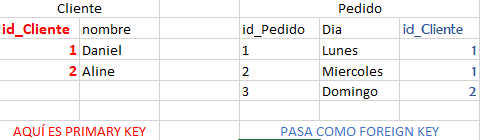 Cliente Pedido
id_Cliente nombre id_Pedido Dia id_Cliente
1 Daniel 1 Lunes 1
2 Aline 2 Miercoles 1
3 Domingo 2
AQUÍ ES PRIMARY KEY PASA COMO FOREIGN KEY